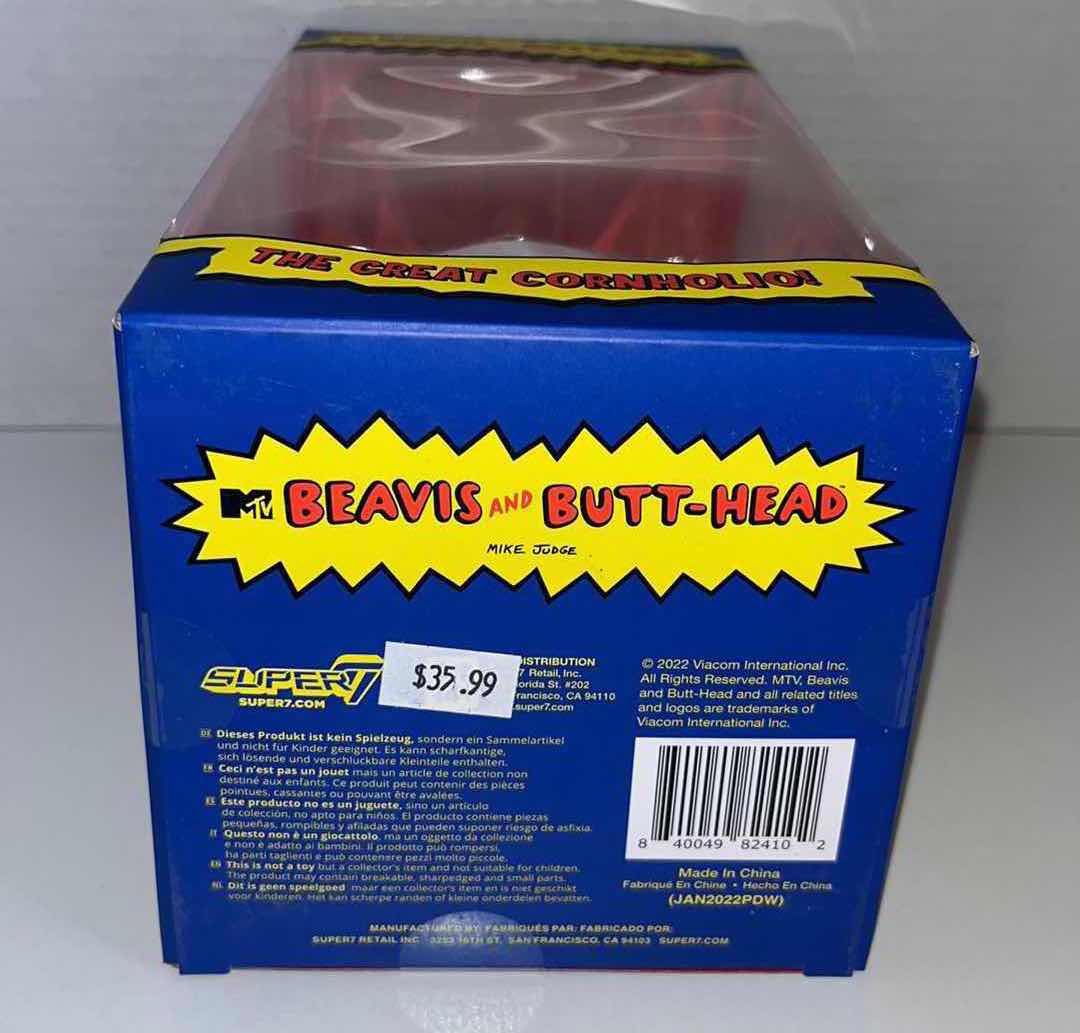 THE GREAT CORNHOLIO!
MTV BEAVIS AND BUTT-HEAD™
MIKE JUDGE
SUPER7
SUPER7.COM
$35.99
ISTRIBUTION
7 Retail, Inc.
orida St. #202
rancisco, CA 94110
super7.com
© 2022 Viacom International Inc.
All Rights Reserved. MTV, Beavis
and Butt-Head and all related titles
and logos are trademarks of
Viacom International Inc.
DE Dieses Produkt ist kein Spielzeug, sondern ein Sammelartikel
und nicht für Kinder geeignet. Es kann scharfkantige,
sich lösende und verschluckbare Kleinteile enthalten.
FR Ceci n'est pas un jouet mais un article de collection non
destiné aux enfants. Ce produit peut contenir des pièces
pointues, cassantes ou pouvant être avalées.
ES Este producto no es un juguete, sino un artículo
de colección, no apto para niños. El producto contiene piezas
pequeñas, rompibles y afiladas que pueden suponer riesgo de asfixia.
IT Questo non è un giocattolo, ma un oggetto da collezione
e non è adatto ai bambini. Il prodotto può rompersi,
ha parti taglienti e può contenere pezzi molto piccole.
EN This is not a toy but a collector's item and not suitable for children.
The product may contain breakable, sharpedged and small parts.
NL Dit is geen speelgoed maar een collector's item en is niet geschikt
voor kinderen. Het kan scherpe randen of kleine onderdelen bevatten.
8 40049 82410 2
Made In China
Fabriqué En Chine • Hecho En China
(JAN2022PDW)
MANUFACTURED BY: FABRIQUÉS PAR: FABRICADO POR:
SUPER7 RETAIL INC 3253 16TH ST. SAN FRANCISCO, CA 94103 SUPER7.COM